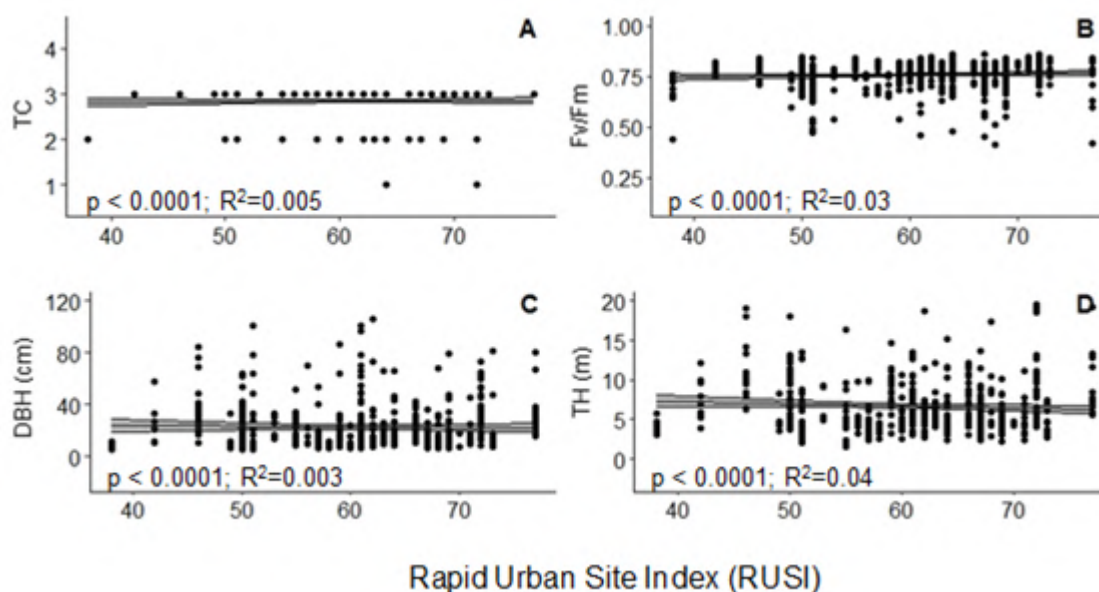 A
4
3
2
1
TC
p < 0.0001; R²=0.005
40 50 60 70
B
1.00
0.75
0.50
0.25
Fv/Fm
p < 0.0001; R²=0.03
40 50 60 70
C
120
80
40
0
DBH (cm)
p < 0.0001; R²=0.003
40 50 60 70
D
20
15
10
5
0
TH (m)
p < 0.0001; R²=0.04
40 50 60 70
Rapid Urban Site Index (RUSI)